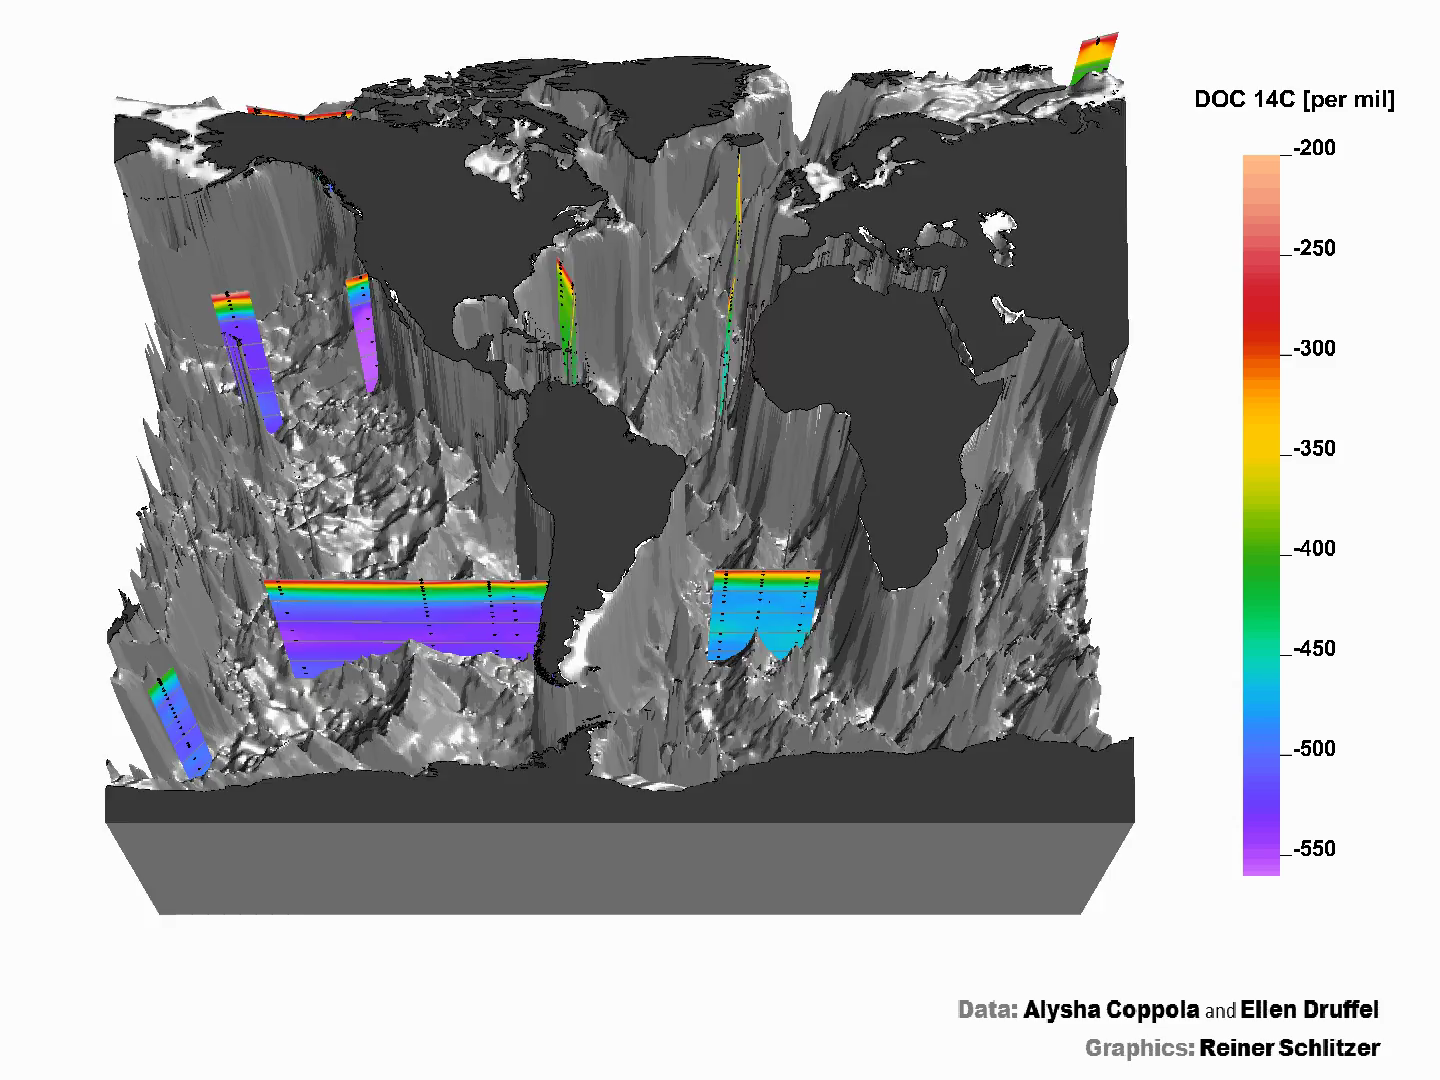 DOC 14C [per mil]
-200
-250
-300
-350
-400
-450
-500
-550
Data: Alysha Coppola and Ellen Druffel
Graphics: Reiner Schlitzer